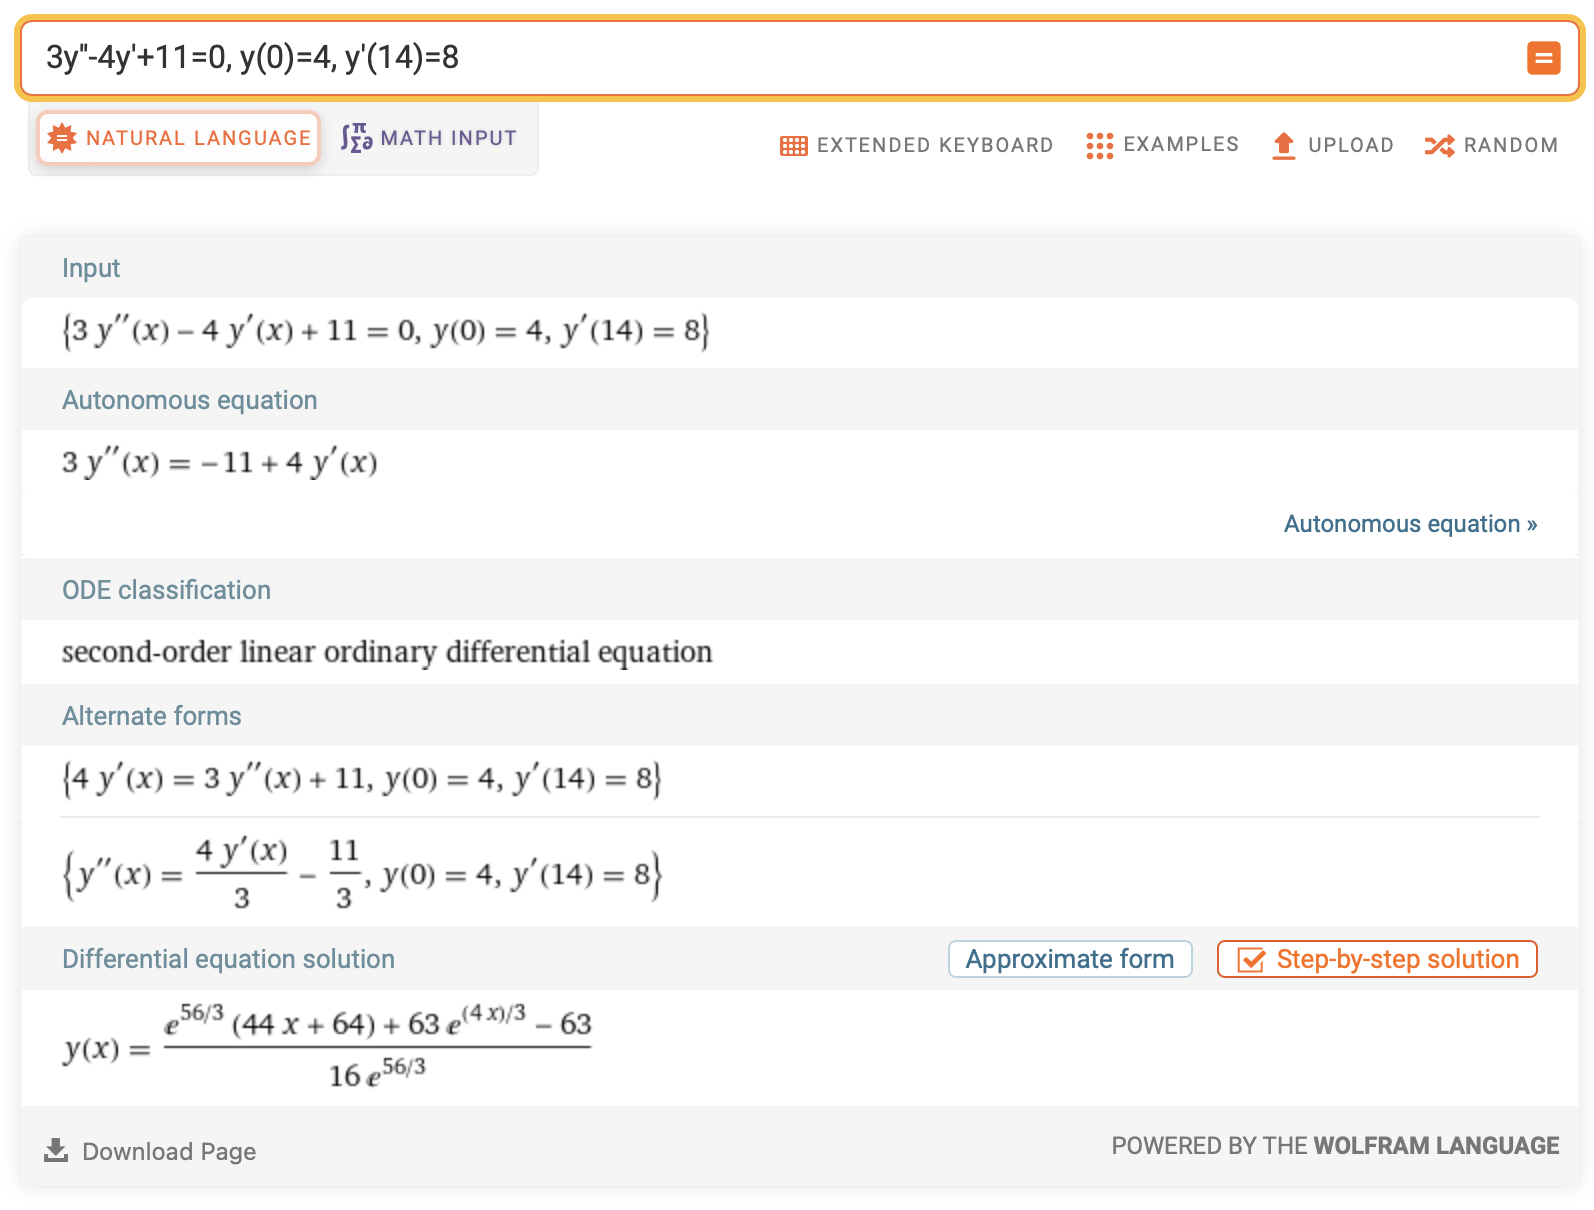 3y"-4y'+11=0, y(0)=4, y'(14)=8
NATURAL LANGUAGE
MATH INPUT
EXTENDED KEYBOARD
EXAMPLES
UPLOAD
RANDOM
Input
{3 y′′(x) – 4 y′(x) + 11 = 0, y(0) = 4, y′(14) = 8}
Autonomous equation
3 y′′(x) = –11 + 4 y′(x)
Autonomous equation »
ODE classification
second-order linear ordinary differential equation
Alternate forms
{4 y′(x) = 3 y′′(x) + 11, y(0) = 4, y′(14) = 8}
{y′′(x) = 4 y′(x)/3 – 11/3, y(0) = 4, y′(14) = 8}
Differential equation solution
Approximate form
Step-by-step solution
y(x) = (e^(56/3) (44 x + 64) + 63 e^((4 x)/3) – 63)/(16 e^(56/3))
Download Page
POWERED BY THE WOLFRAM LANGUAGE